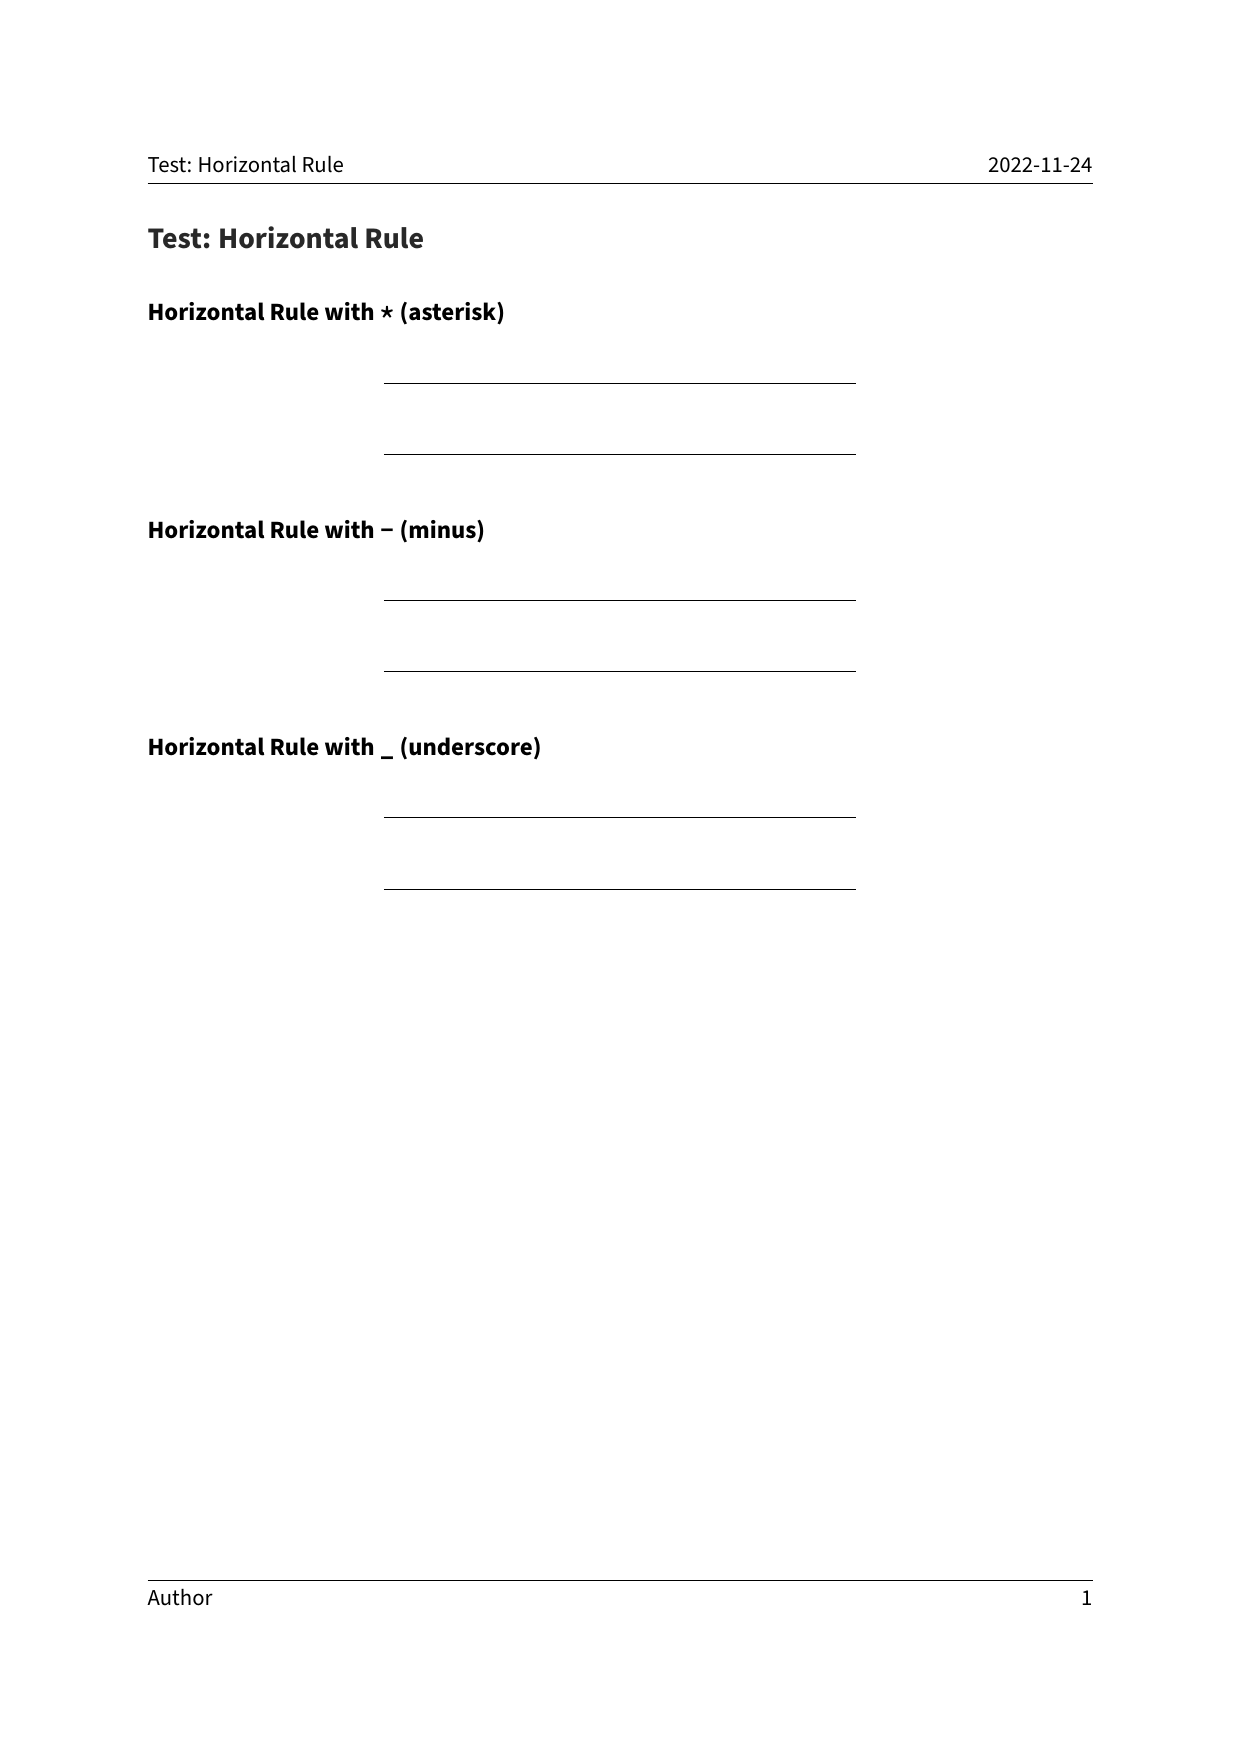 Test: Horizontal Rule 2022-11-24
Test: Horizontal Rule
Horizontal Rule with * (asterisk)
Horizontal Rule with − (minus)
Horizontal Rule with _ (underscore)
Author 1